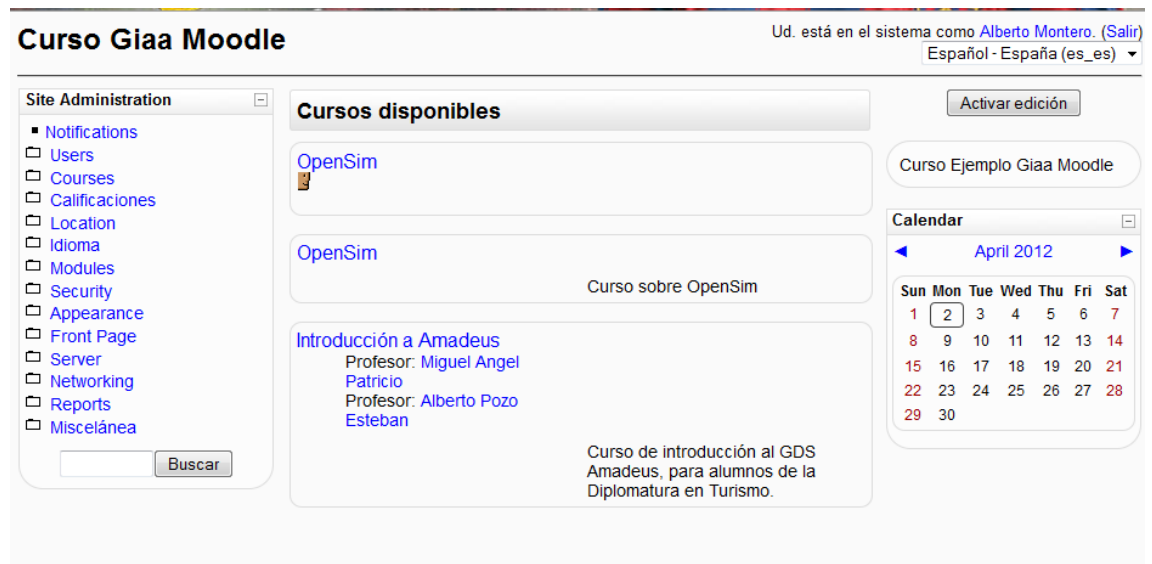 Curso Giaa Moodle
Ud. está en el sistema como Alberto Montero. (Salir)
Español - España (es_es)
Site Administration
Notifications
Users
Courses
Calificaciones
Location
Idioma
Modules
Security
Appearance
Front Page
Server
Networking
Reports
Miscelánea
Buscar
Cursos disponibles
OpenSim
OpenSim
Curso sobre OpenSim
Introducción a Amadeus
Profesor: Miguel Angel
Patricio
Profesor: Alberto Pozo
Esteban
Curso de introducción al GDS
Amadeus, para alumnos de la
Diplomatura en Turismo.
Activar edición
Curso Ejemplo Giaa Moodle
Calendar
April 2012
Sun Mon Tue Wed Thu Fri Sat
1 2 3 4 5 6 7
8 9 10 11 12 13 14
15 16 17 18 19 20 21
22 23 24 25 26 27 28
29 30